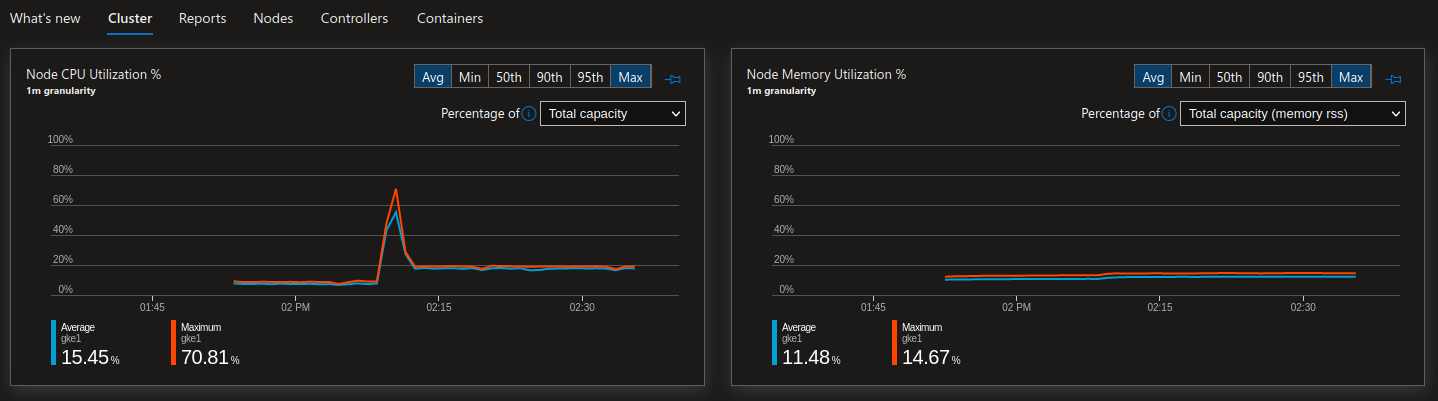 What's new Cluster Reports Nodes Controllers Containers
Node CPU Utilization %
1m granularity
Avg Min 50th 90th 95th Max
Percentage of Total capacity
100%
80%
60%
40%
20%
0%
01:45 02 PM 02:15 02:30
Average
gke1
15.45 %
Maximum
gke1
70.81 %
Node Memory Utilization %
1m granularity
Avg Min 50th 90th 95th Max
Percentage of Total capacity (memory rss)
100%
80%
60%
40%
20%
0%
01:45 02 PM 02:15 02:30
Average
gke1
11.48 %
Maximum
gke1
14.67 %